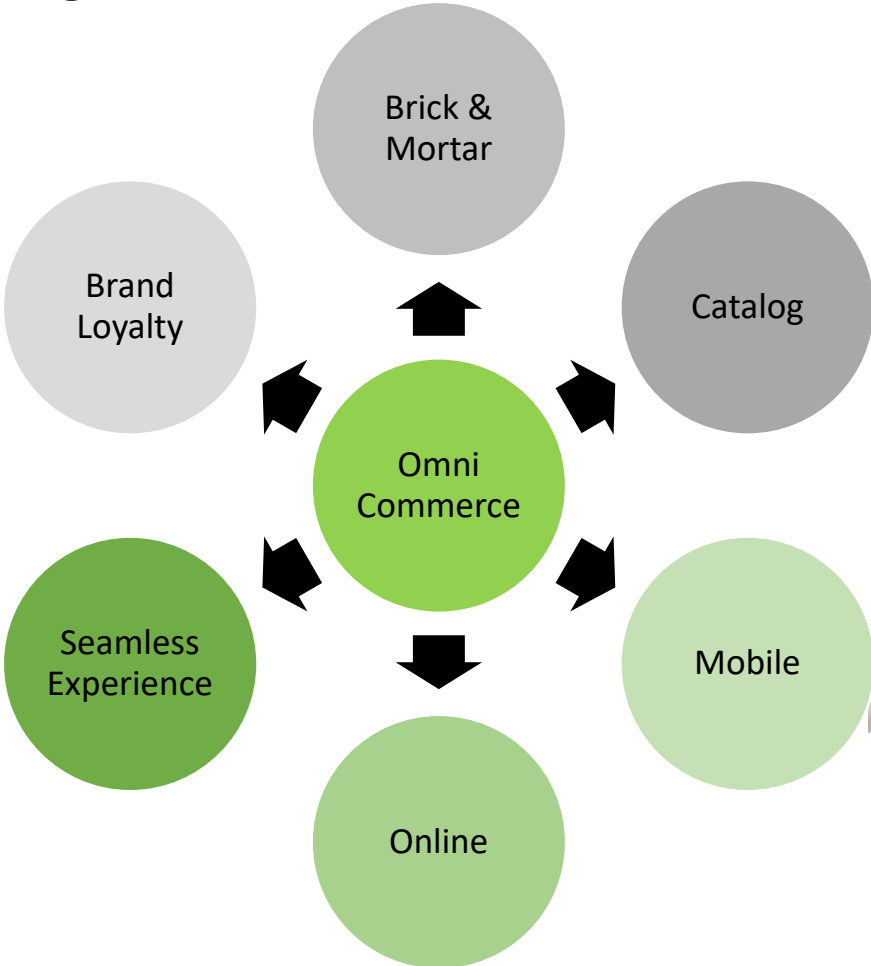 Brick &
Mortar
Brand
Loyalty
Catalog
Omni
Commerce
Seamless
Experience
Mobile
Online